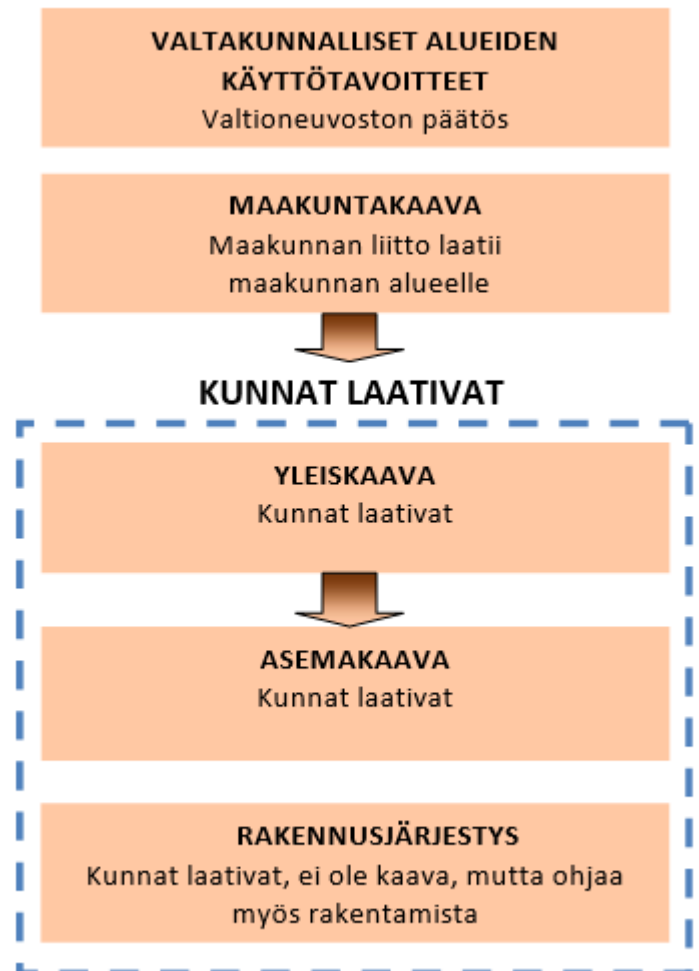 VALTAKUNNALLISET ALUEIDEN
KÄYTTÖTAVOITTEET
Valtioneuvoston päätös
MAAKUNTAKAAVA
Maakunnan liitto laatii
maakunnan alueelle
KUNNAT LAATIVAT
YLEISKAAVA
Kunnat laativat
ASEMAKAAVA
Kunnat laativat
RAKENNUSJÄRJESTYS
Kunnat laativat, ei ole kaava, mutta ohjaa
myös rakentamista